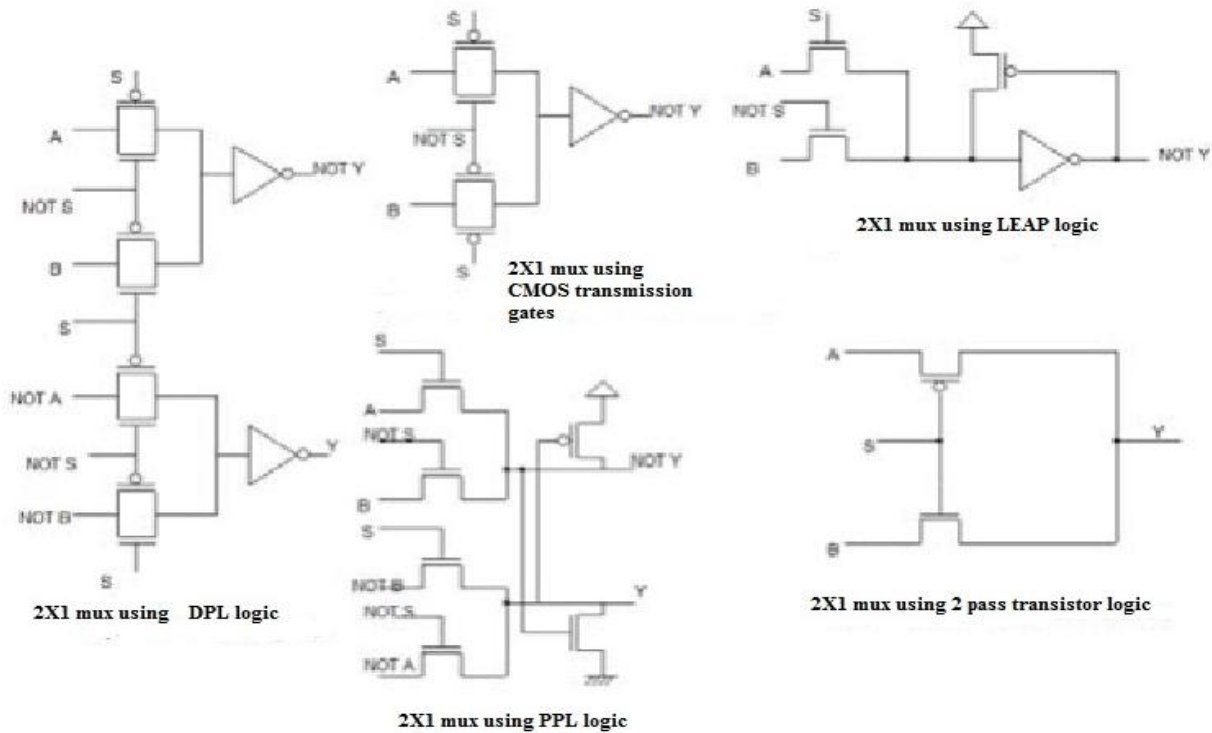 S
A
NOT S
B
S
NOT Y
NOT A
NOT S
NOT B
S
Y
2X1 mux using DPL logic
S
A
NOT S
B
S
NOT Y
2X1 mux using
CMOS transmission
gates
S
A
NOT S
B
NOT Y
2X1 mux using LEAP logic
S
A
NOT S
B
NOT Y
S
NOT B
NOT S
NOT A
Y
2X1 mux using PPL logic
A
S
B
Y
2X1 mux using 2 pass transistor logic